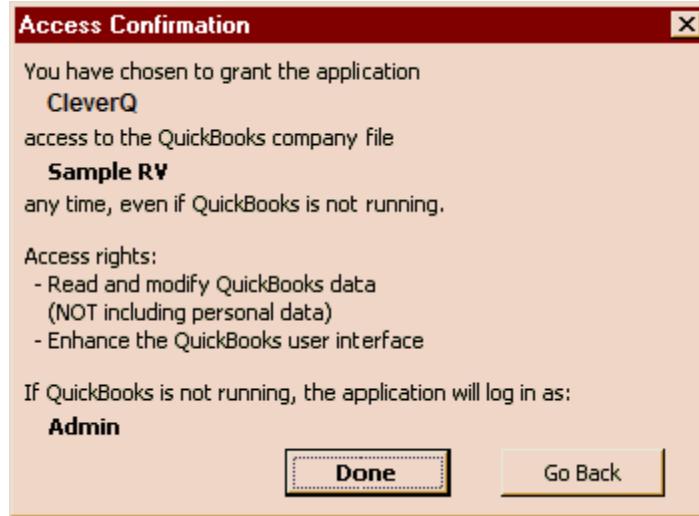 Access Confirmation
You have chosen to grant the application
CleverQ
access to the QuickBooks company file
Sample RV
any time, even if QuickBooks is not running.
Access rights:
- Read and modify QuickBooks data
(NOT including personal data)
- Enhance the QuickBooks user interface
If QuickBooks is not running, the application will log in as:
Admin
Done Go Back